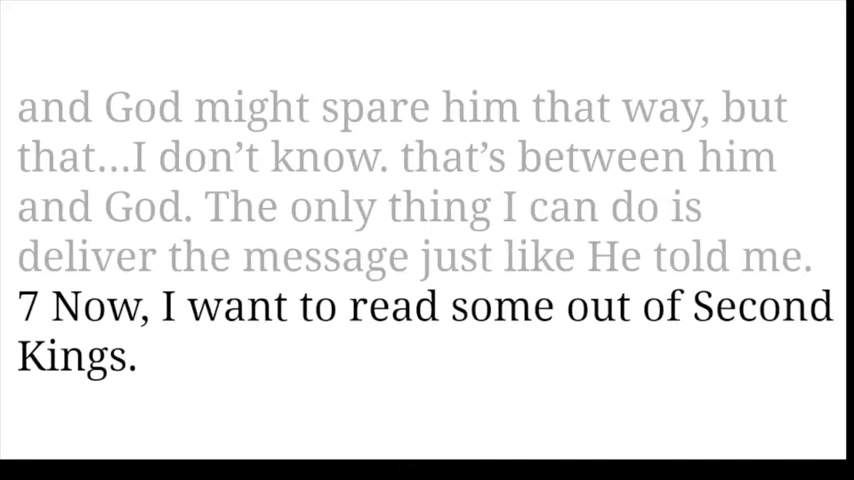 and God might spare him that way, but
that…I don’t know. that’s between him
and God. The only thing I can do is
deliver the message just like He told me.
7 Now, I want to read some out of Second
Kings.